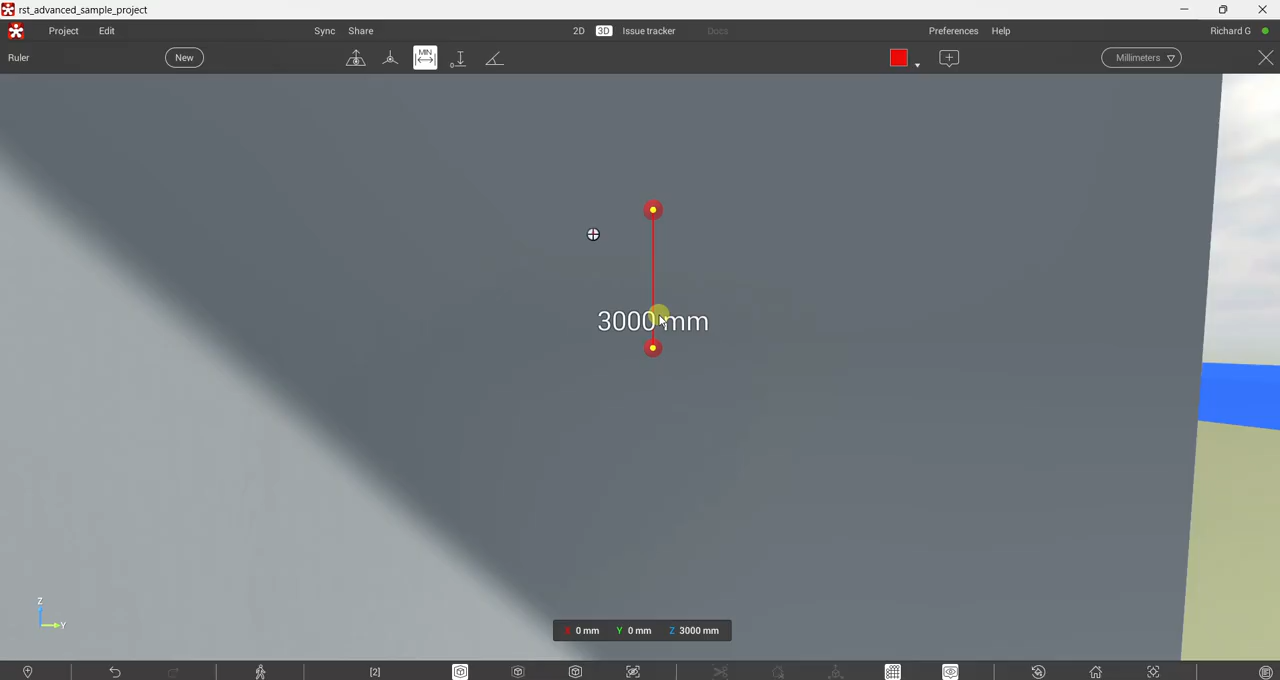 rst_advanced_sample_project
Project Edit Sync Share 2D 3D Issue tracker Docs Preferences Help Richard G
Ruler New MIN Millimeters
3000 mm
Z
Y
X 0 mm Y 0 mm Z 3000 mm
[2]